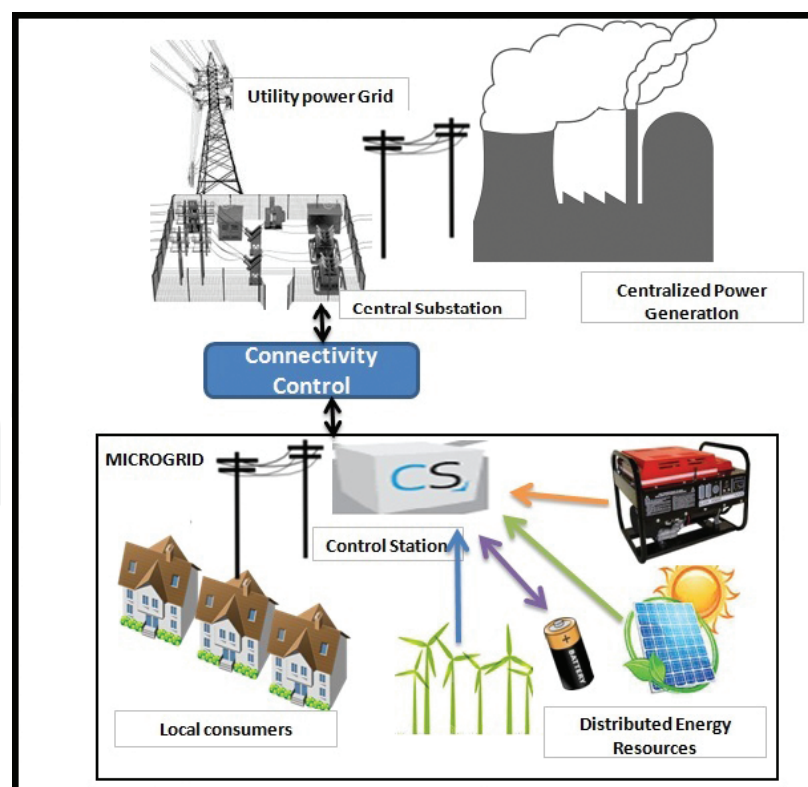 Utility power Grid
Central Substation
Centralized Power
Generation
Connectivity
Control
MICROGRID
CS
Control Station
BATTERY
Local consumers
Distributed Energy
Resources